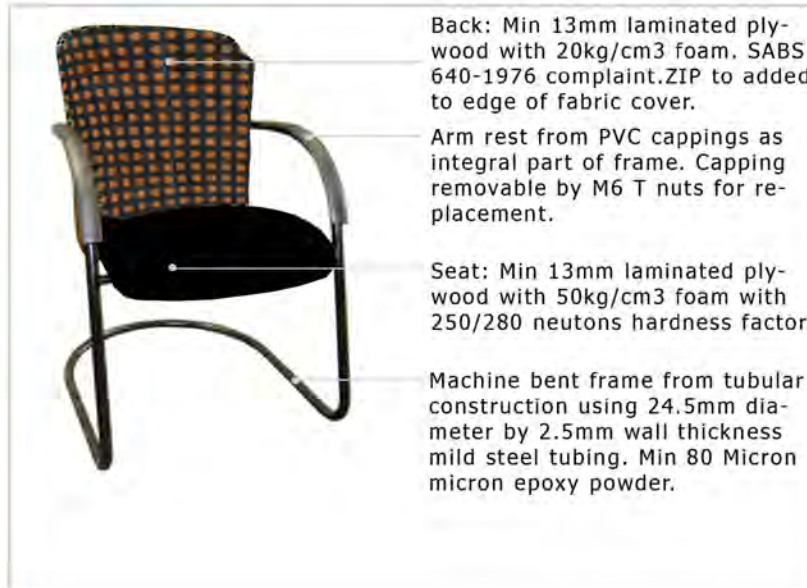 Back: Min 13mm laminated ply-
wood with 20kg/cm3 foam. SABS
640-1976 complaint.ZIP to added
to edge of fabric cover.
Arm rest from PVC cappings as
integral part of frame. Capping
removable by M6 T nuts for re-
placement.
Seat: Min 13mm laminated ply-
wood with 50kg/cm3 foam with
250/280 neutons hardness factor
Machine bent frame from tubular
construction using 24.5mm dia-
meter by 2.5mm wall thickness
mild steel tubing. Min 80 Micron
micron epoxy powder.